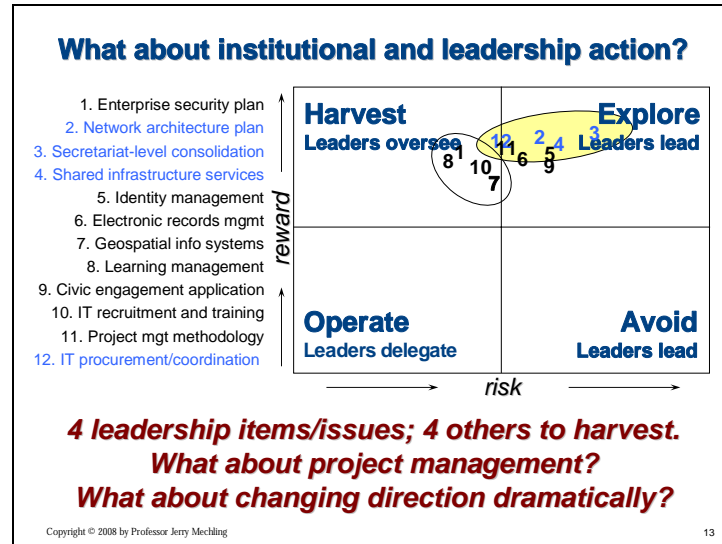 What about institutional and leadership action?
1. Enterprise security plan
2. Network architecture plan
3. Secretariat-level consolidation
4. Shared infrastructure services
5. Identity management
6. Electronic records mgmt
7. Geospatial info systems
8. Learning management
9. Civic engagement application
10. IT recruitment and training
11. Project mgt methodology
12. IT procurement/coordination
reward
Harvest
Leaders oversee
Explore
Leaders lead
8
1
10
7
12
11
2
6
4
5
9
3
Operate
Leaders delegate
Avoid
Leaders lead
risk
4 leadership items/issues; 4 others to harvest.
What about project management?
What about changing direction dramatically?
Copyright © 2008 by Professor Jerry Mechling
13